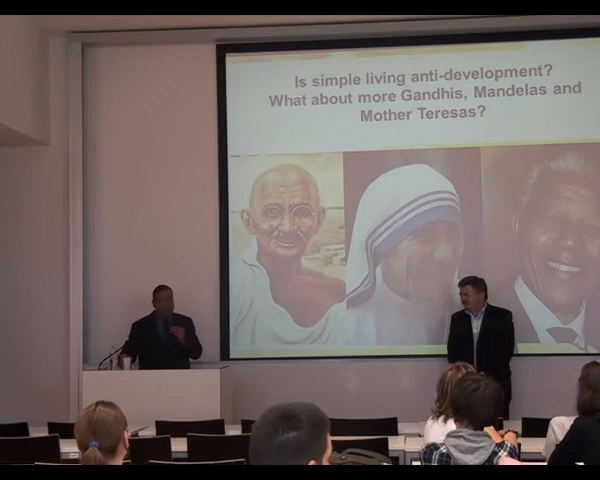 Is simple living anti-development?
What about more Gandhis, Mandelas and
Mother Teresas?